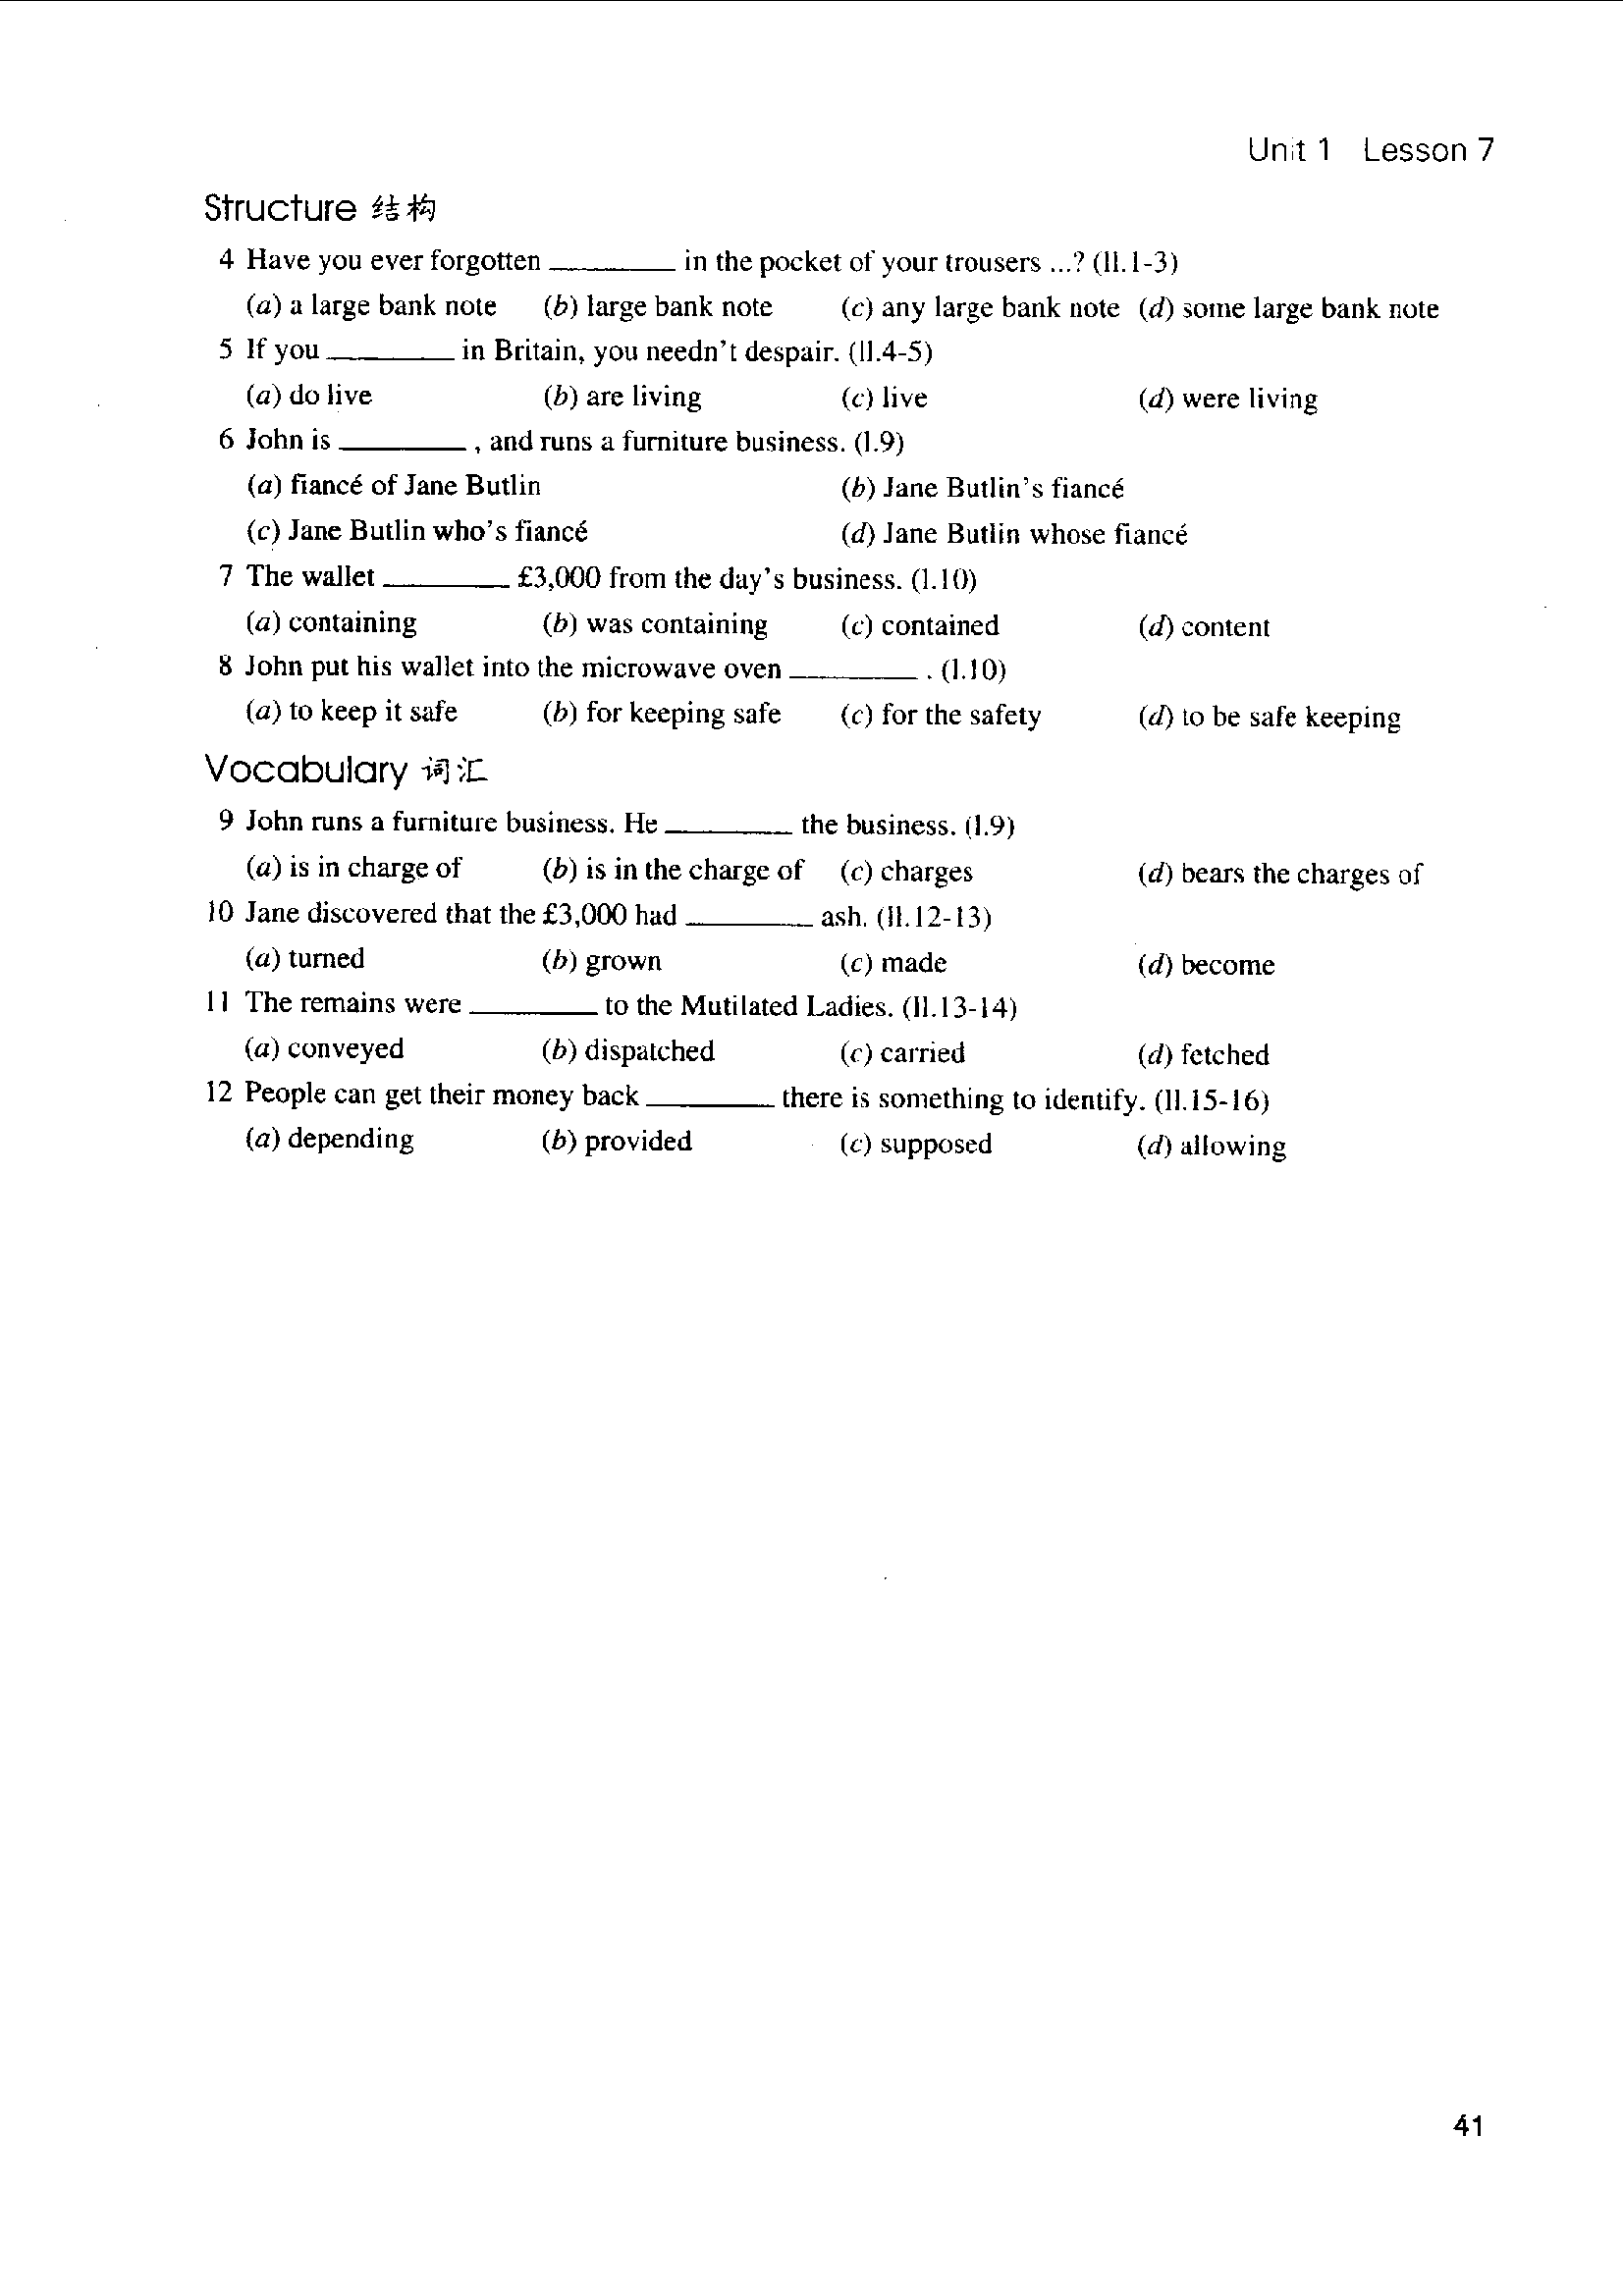 Unit 1 Lesson 7
Structure 结构
4 Have you ever forgotten ________ in the pocket of your trousers ...? (ll.1-3)
(a) a large bank note (b) large bank note (c) any large bank note (d) some large bank note
5 If you ________ in Britain, you needn't despair. (ll.4-5)
(a) do live (b) are living (c) live (d) were living
6 John is ________ , and runs a furniture business. (l.9)
(a) fiancé of Jane Butlin (b) Jane Butlin's fiancé
(c) Jane Butlin who's fiancé (d) Jane Butlin whose fiancé
7 The wallet ________ £3,000 from the day's business. (l.10)
(a) containing (b) was containing (c) contained (d) content
8 John put his wallet into the microwave oven ________ . (l.10)
(a) to keep it safe (b) for keeping safe (c) for the safety (d) to be safe keeping
Vocabulary 词汇
9 John runs a furniture business. He ________ the business. (l.9)
(a) is in charge of (b) is in the charge of (c) charges (d) bears the charges of
10 Jane discovered that the £3,000 had ________ ash. (ll.12-13)
(a) turned (b) grown (c) made (d) become
11 The remains were ________ to the Mutilated Ladies. (ll.13-14)
(a) conveyed (b) dispatched (c) carried (d) fetched
12 People can get their money back ________ there is something to identify. (ll.15-16)
(a) depending (b) provided (c) supposed (d) allowing
41